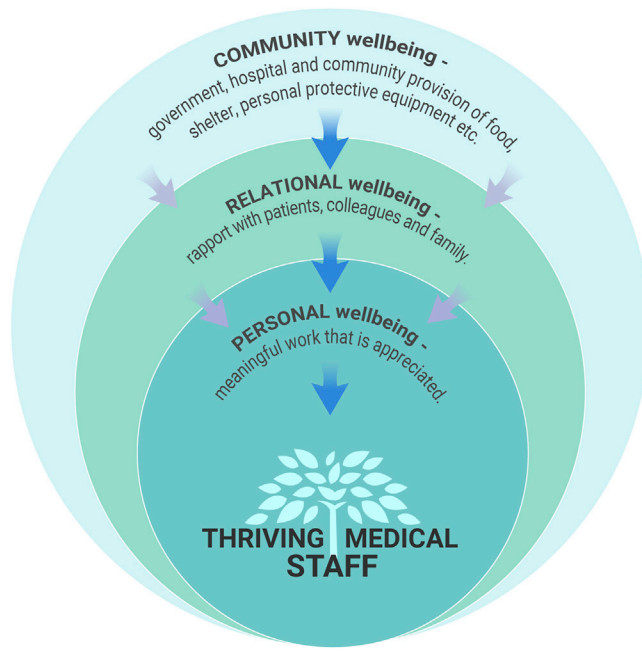 COMMUNITY wellbeing -
government, hospital and community provision of food,
shelter, personal protective equipment etc.
RELATIONAL wellbeing -
rapport with patients, colleagues and family.
PERSONAL wellbeing -
meaningful work that is appreciated.
THRIVING MEDICAL
STAFF